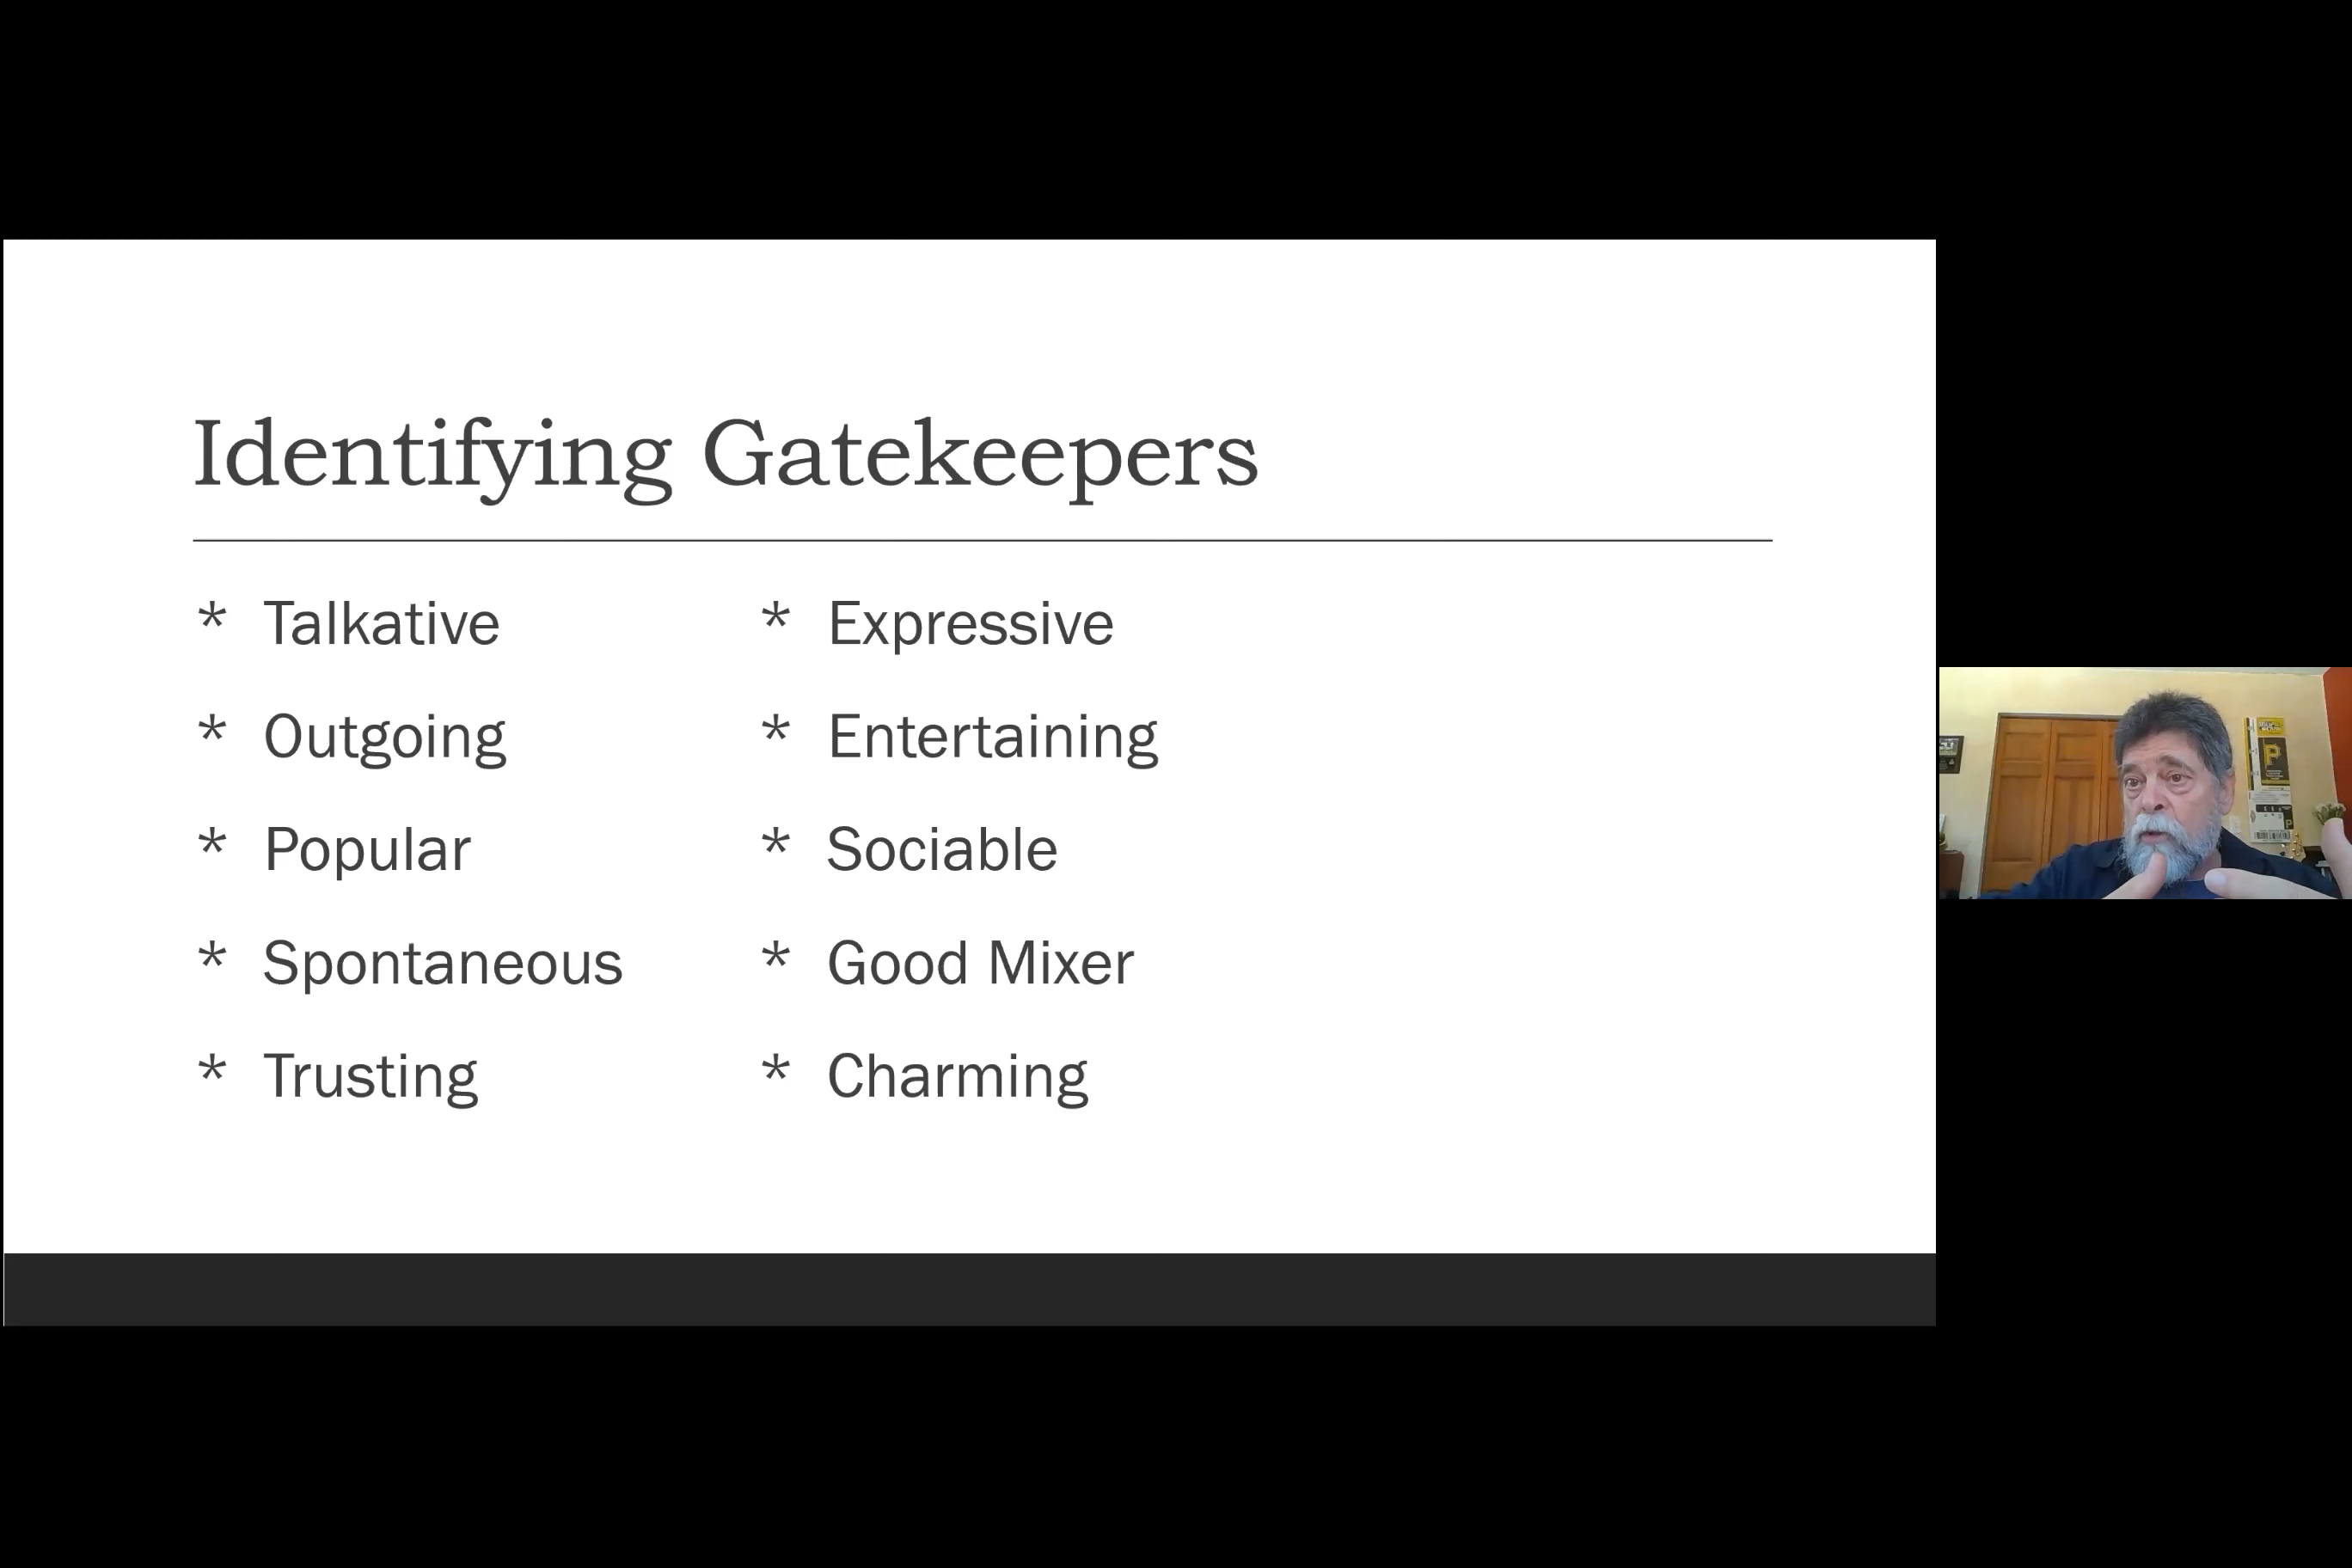 Identifying Gatekeepers
* Talkative
* Outgoing
* Popular
* Spontaneous
* Trusting
* Expressive
* Entertaining
* Sociable
* Good Mixer
* Charming
P
P